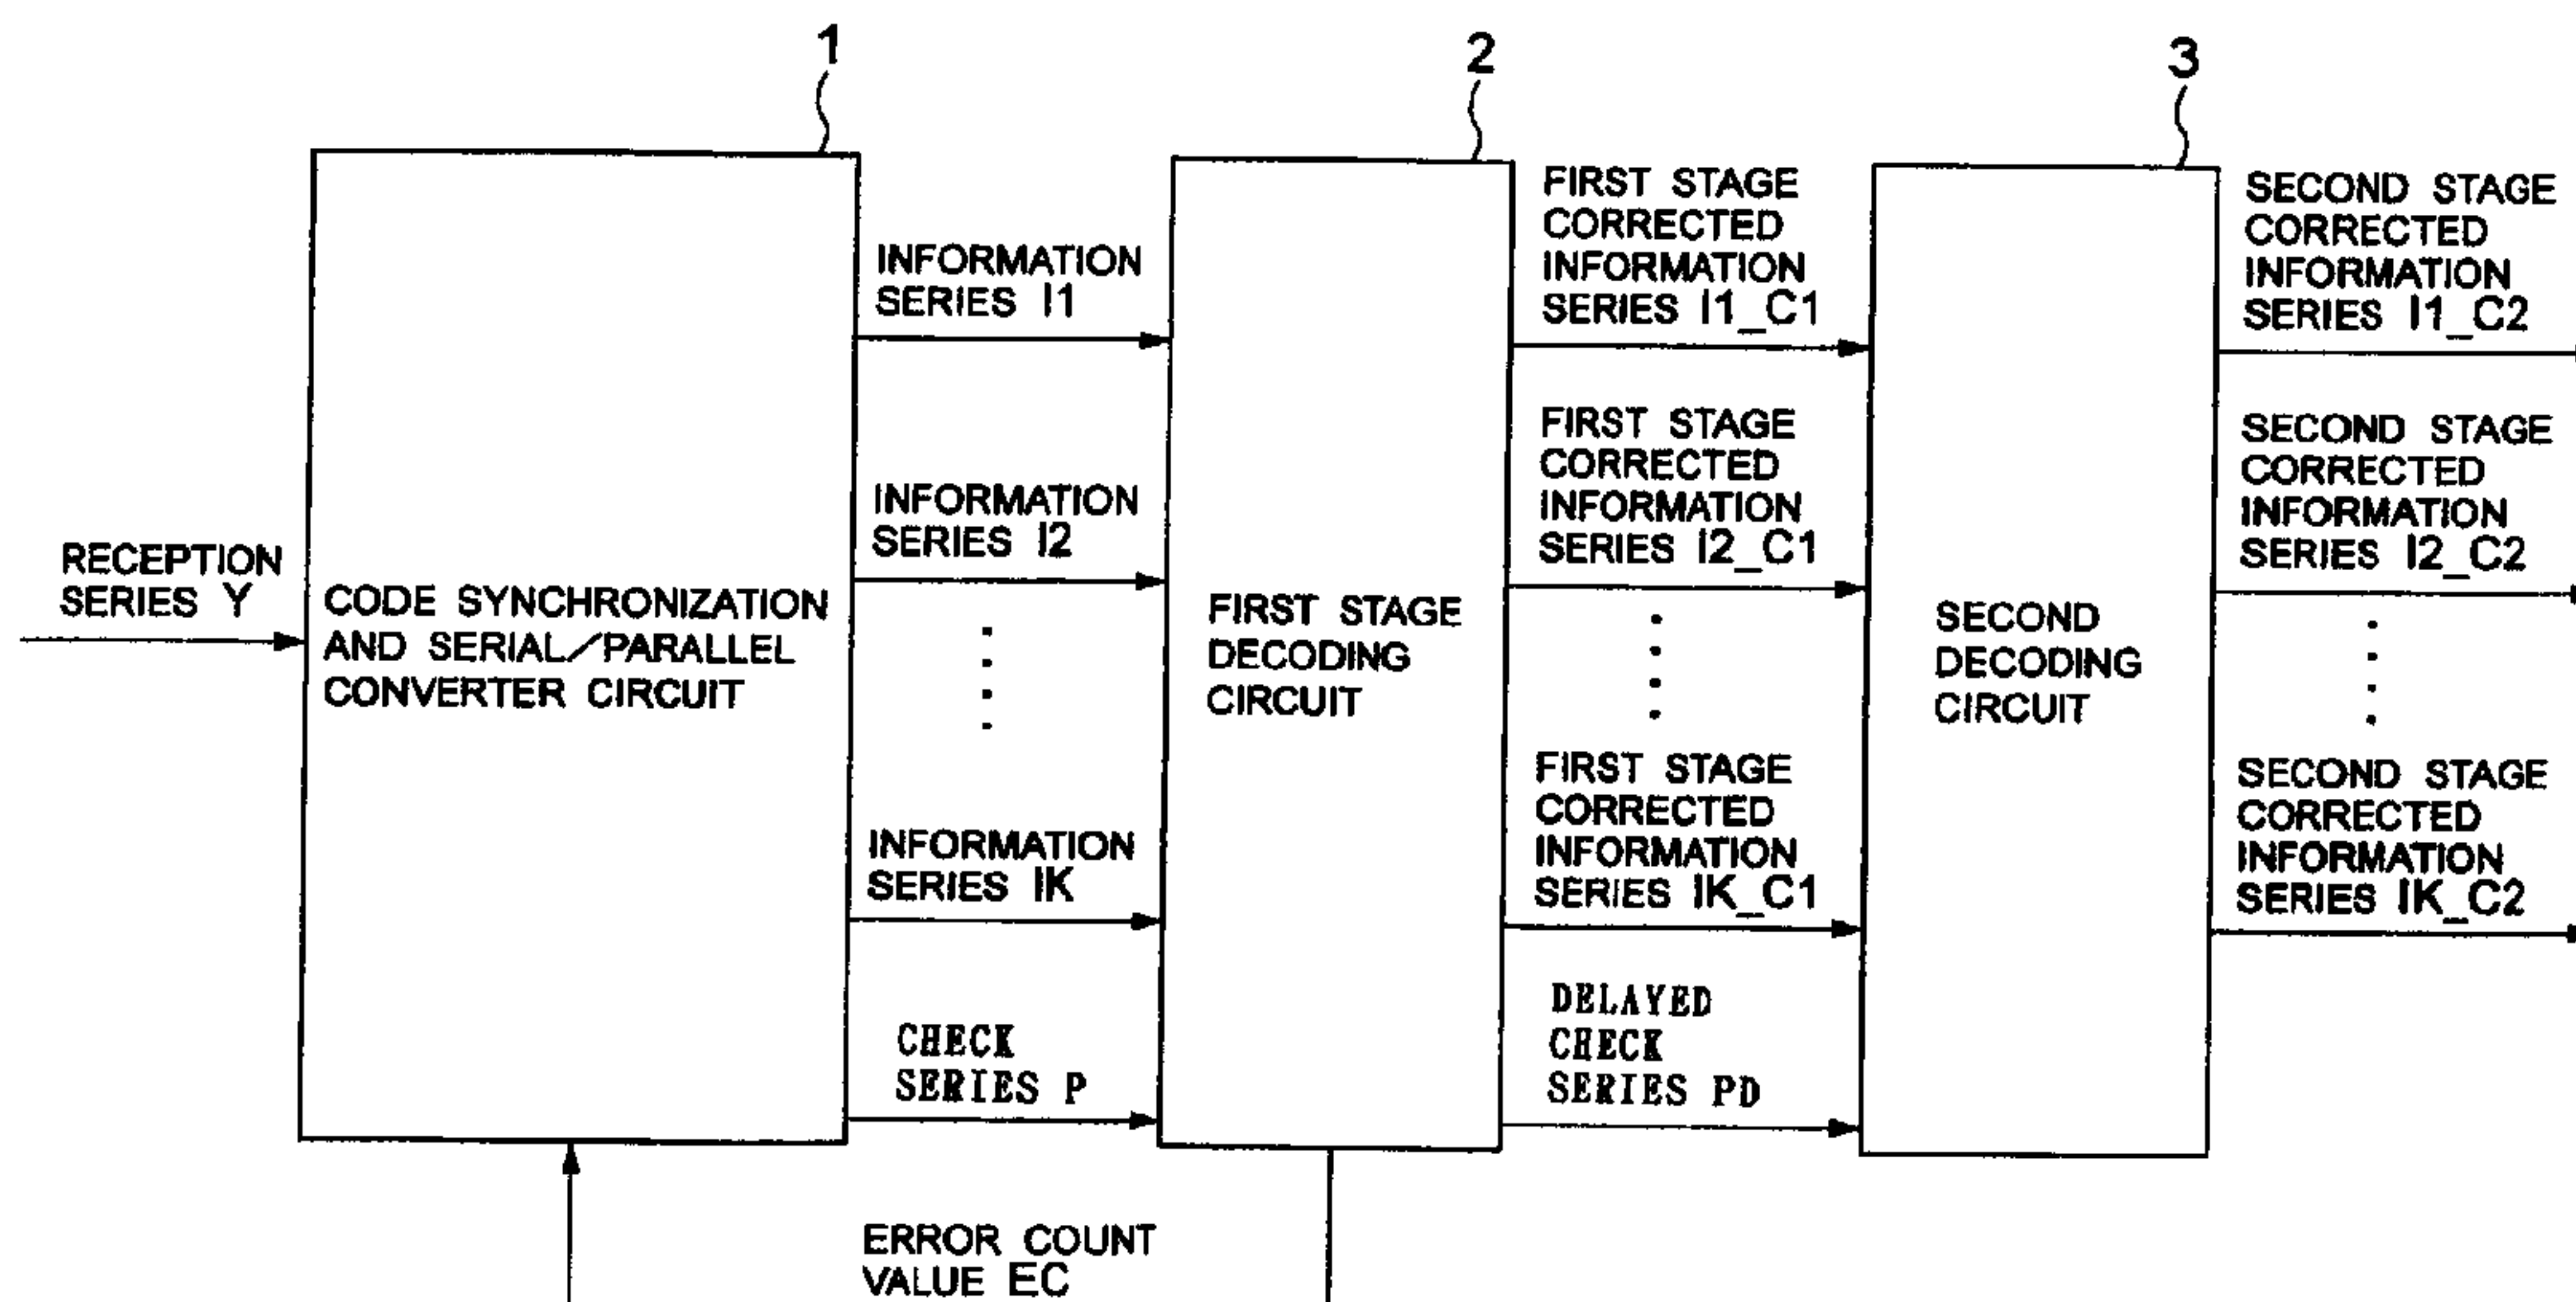 1
2
3
RECEPTION
SERIES Y
CODE SYNCHRONIZATION
AND SERIAL/PARALLEL
CONVERTER CIRCUIT
INFORMATION
SERIES I1
INFORMATION
SERIES I2
INFORMATION
SERIES IK
CHECK
SERIES P
FIRST STAGE
DECODING
CIRCUIT
FIRST STAGE
CORRECTED
INFORMATION
SERIES I1_C1
FIRST STAGE
CORRECTED
INFORMATION
SERIES I2_C1
FIRST STAGE
CORRECTED
INFORMATION
SERIES IK_C1
DELAYED
CHECK
SERIES PD
SECOND
DECODING
CIRCUIT
SECOND STAGE
CORRECTED
INFORMATION
SERIES I1_C2
SECOND STAGE
CORRECTED
INFORMATION
SERIES I2_C2
SECOND STAGE
CORRECTED
INFORMATION
SERIES IK_C2
ERROR COUNT
VALUE EC